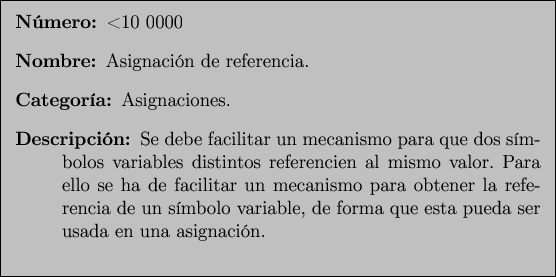 Número: <10 0000
Nombre: Asignación de referencia.
Categoría: Asignaciones.
Descripción: Se debe facilitar un mecanismo para que dos sím-
bolos variables distintos referencien al mismo valor. Para
ello se ha de facilitar un mecanismo para obtener la refe-
rencia de un símbolo variable, de forma que esta pueda ser
usada en una asignación.